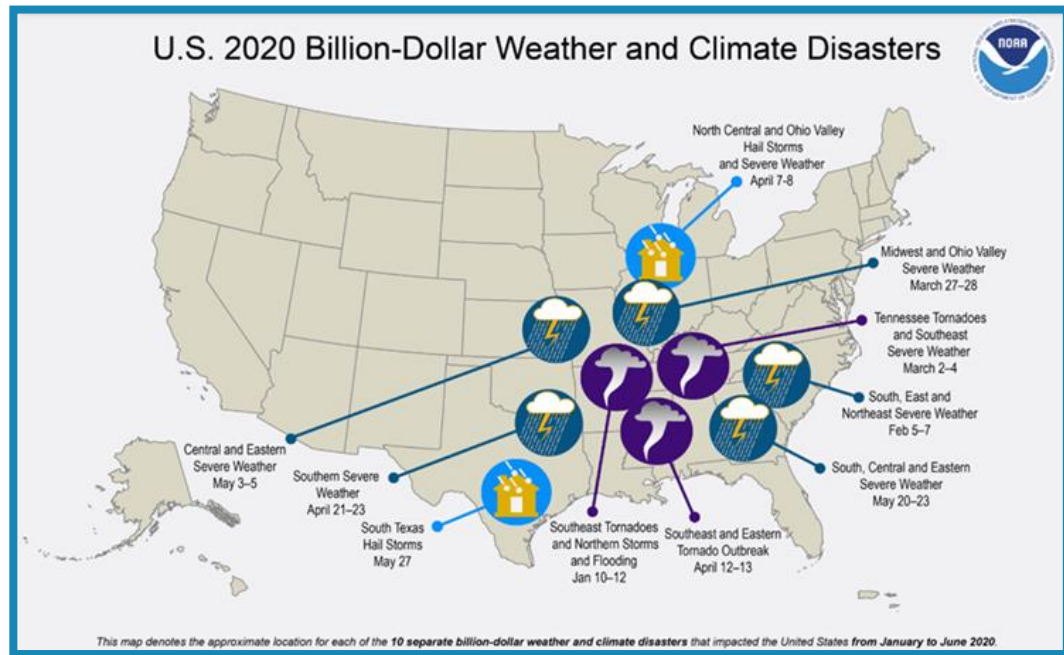 U.S. 2020 Billion-Dollar Weather and Climate Disasters
NOAA
North Central and Ohio Valley
Hail Storms
and Severe Weather
April 7-8
Midwest and Ohio Valley
Severe Weather
March 27–28
Tennessee Tornadoes
and Southeast
Severe Weather
March 2–4
South, East and
Northeast Severe Weather
Feb 5–7
South, Central and Eastern
Severe Weather
May 20–23
Central and Eastern
Severe Weather
May 3–5
Southern Severe
Weather
April 21–23
South Texas
Hail Storms
May 27
Southeast Tornadoes
and Northern Storms
and Flooding
Jan 10–12
Southeast and Eastern
Tornado Outbreak
April 12–13
This map denotes the approximate location for each of the 10 separate billion-dollar weather and climate disasters that impacted the United States from January to June 2020.